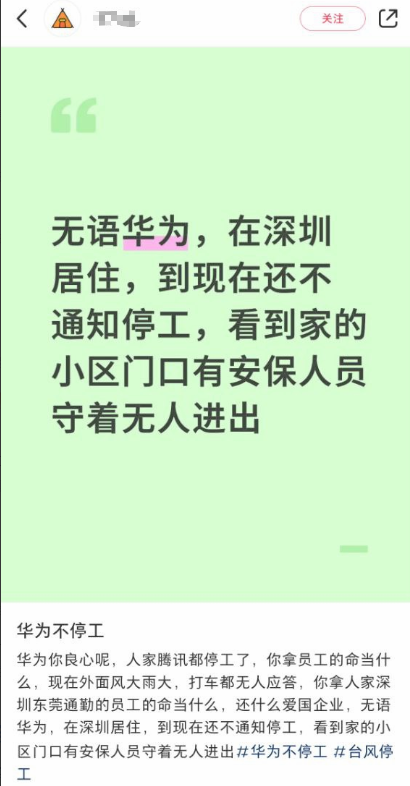 关注
无语华为，在深圳
居住，到现在还不
通知停工，看到家的
小区门口有安保人员
守着无人进出
华为不停工
华为你良心呢，人家腾讯都停工了，你拿员工的命当什
么，现在外面风大雨大，打车都无人应答，你拿人家深
圳东莞通勤的员工的命当什么，还什么爱国企业，无语
华为，在深圳居住，到现在还不通知停工，看到家的小
区门口有安保人员守着无人进出#华为不停工 #台风停
工